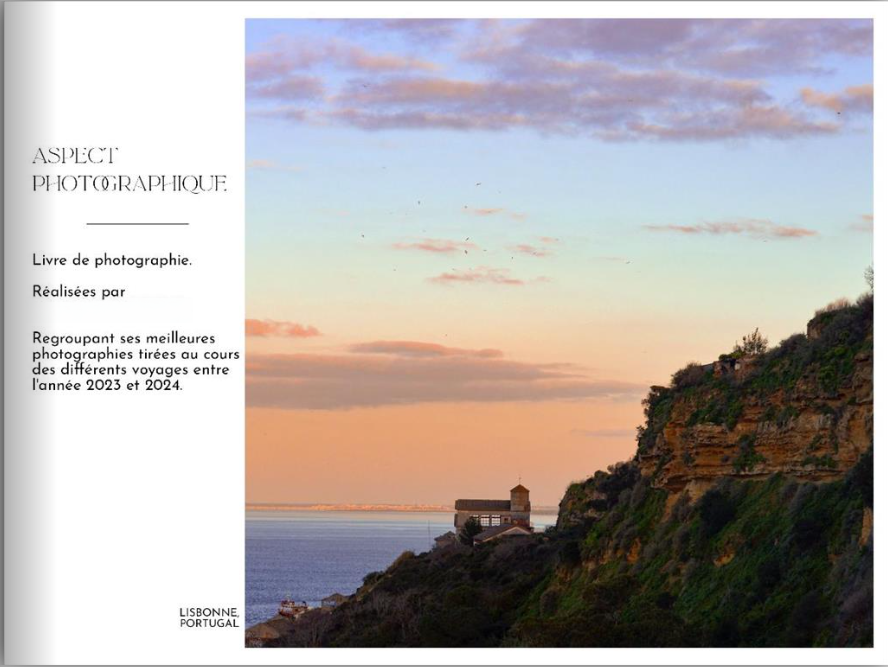 ASPECT
PHOTOGRAPHIQUE
Livre de photographie.
Réalisées par
Regroupant ses meilleures
photographies tirées au cours
des différents voyages entre
l'année 2023 et 2024.
LISBONNE,
PORTUGAL